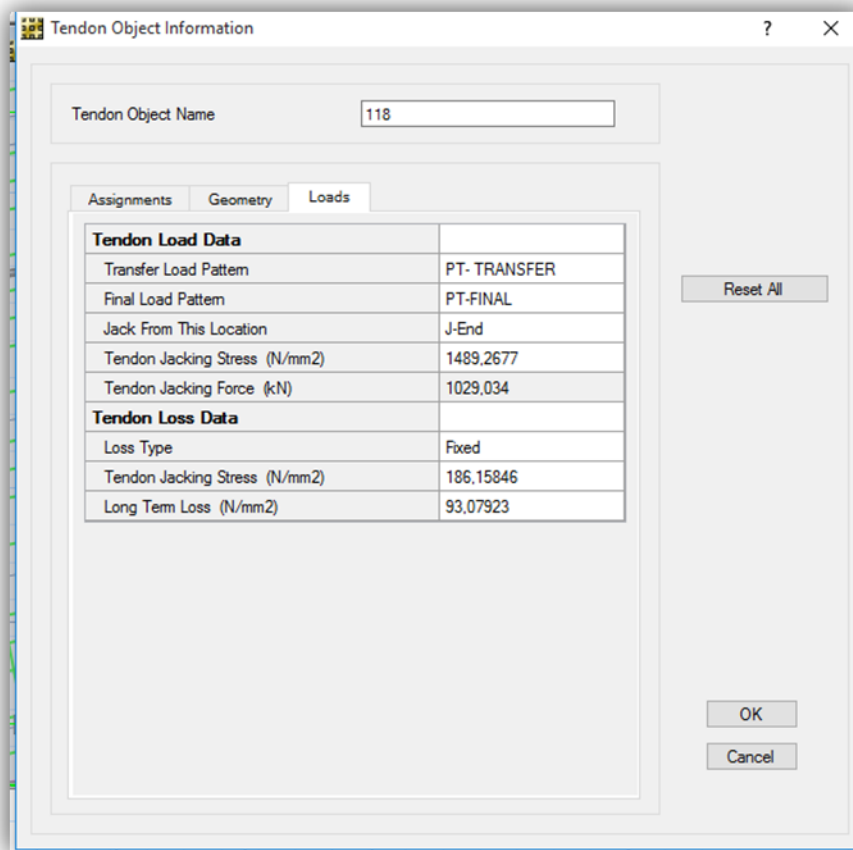 Tendon Object Information ? ×
Tendon Object Name 118
Assignments Geometry Loads
Tendon Load Data
Transfer Load Pattern PT- TRANSFER
Final Load Pattern PT-FINAL
Jack From This Location J-End
Tendon Jacking Stress (N/mm2) 1489,2677
Tendon Jacking Force (kN) 1029,034
Tendon Loss Data
Loss Type Fixed
Tendon Jacking Stress (N/mm2) 186,15846
Long Term Loss (N/mm2) 93,07923
Reset All
OK
Cancel